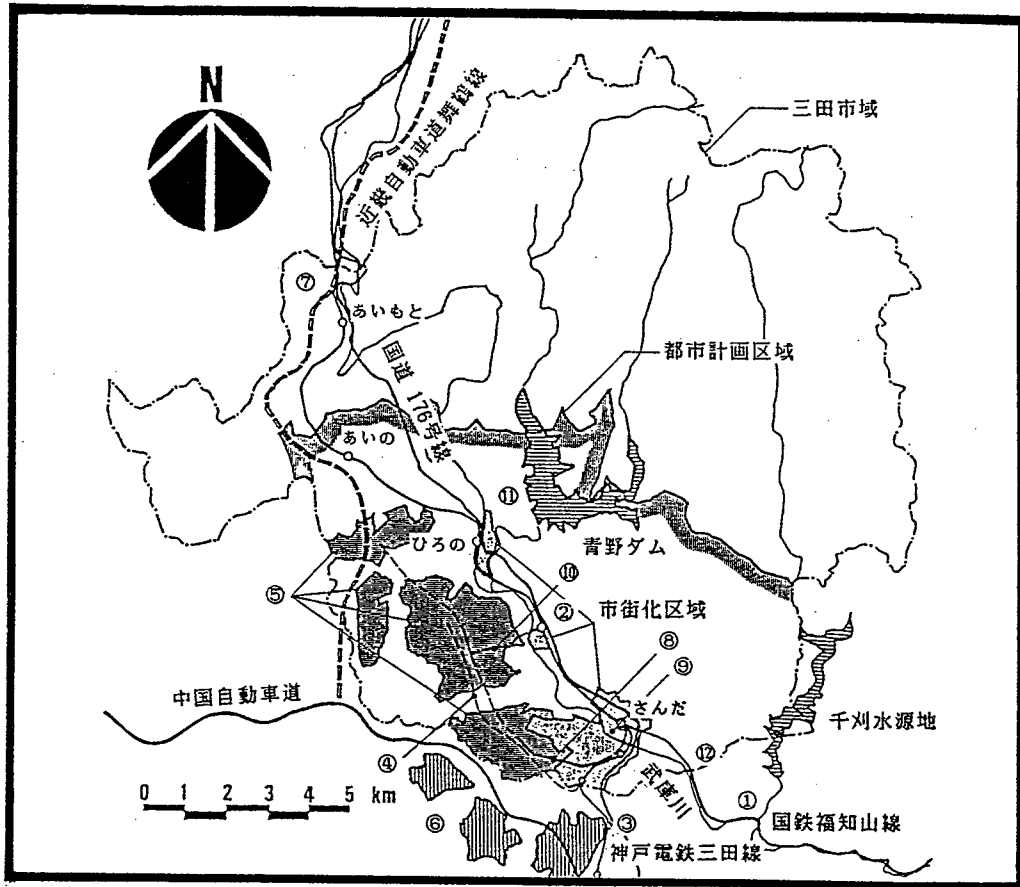 N
三田市域
近畿自動車道舞鶴線
⑦
あいもと
都市計画区域
国道 176号線
あいの
⑪
ひろの
青野ダム
⑩
⑤
②
市街化区域
⑧
⑨
中国自動車道
さんだ
千刈水源地
④
⑫
武庫川
0 1 2 3 4 5 km
①
⑥
③
国鉄福知山線
神戸電鉄三田線